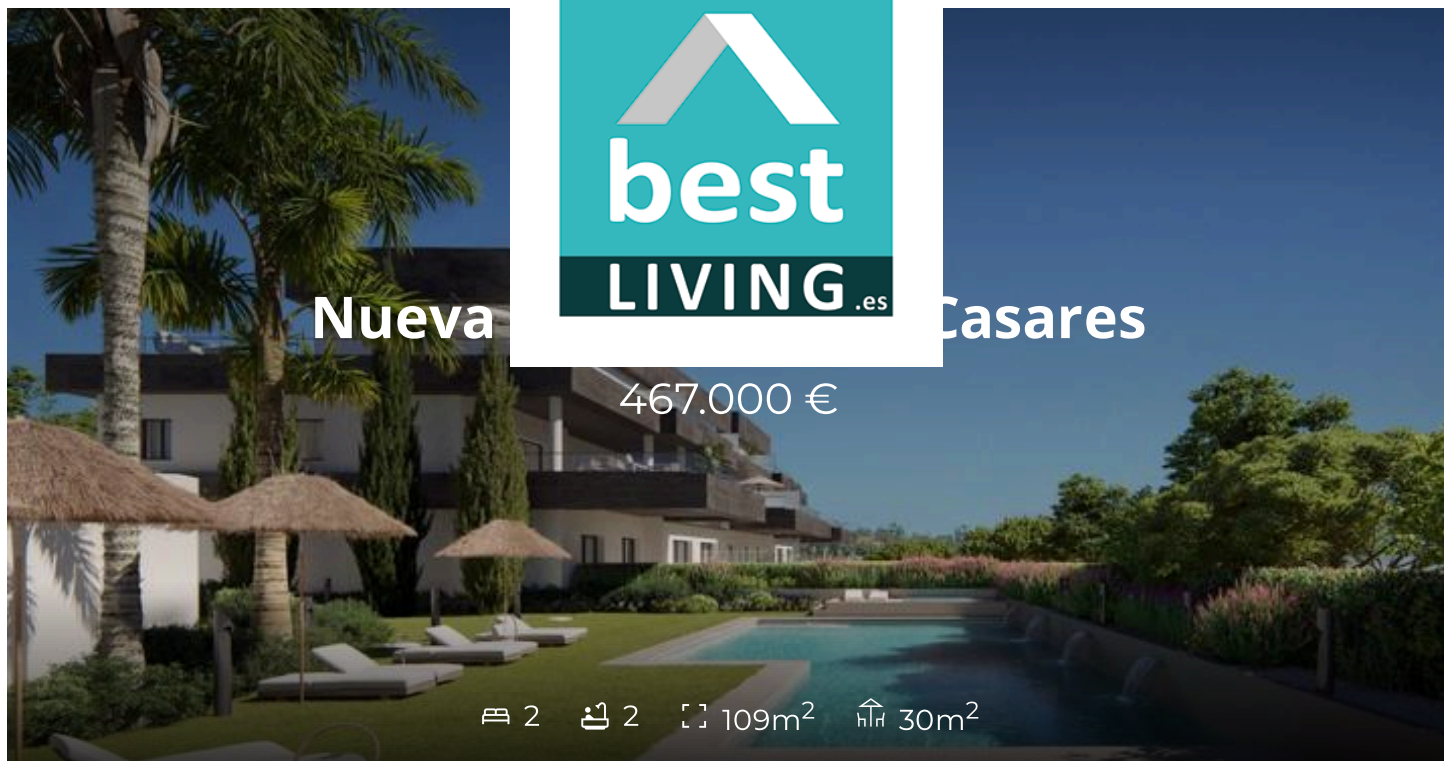 best
LIVING.es
Nueva Casares
467.000 €
2 2 109m² 30m²